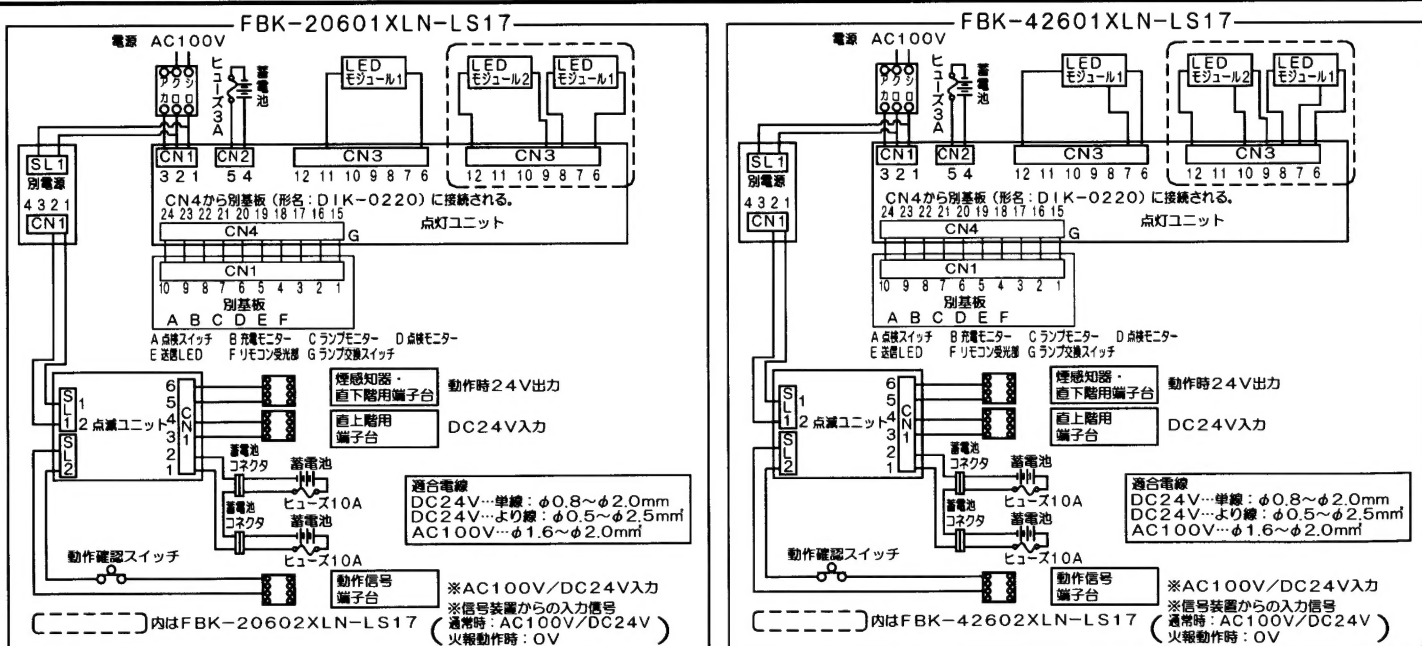 FBK-20601XLN-LS17
電源 AC100V
アクシ
カロロ
ヒューズ3A
蓄電池
LED
モジュール1
LED
モジュール2
LED
モジュール1
SL1
別電源
4 3 2 1
CN1
CN1
3 2 1
CN2
5 4
CN3
12 11 10 9 8 7 6
CN3
12 11 10 9 8 7 6
CN4から別基板（形名：DIK-0220）に接続される。
24 23 22 21 20 19 18 17 16 15
CN4
G
点灯ユニット
CN1
10 9 8 7 6 5 4 3 2 1
別基板
A B C D E F
A 点検スイッチ B 充電モニター C ランプモニター D 点検モニター
E 送信LED F リモコン受光部 G ランプ交換スイッチ
SL1
1
2
点滅ユニット
SL2
CN1
6
5
4
3
2
1
煙感知器・
直下階用端子台
動作時24V出力
直上階用
端子台
DC24V入力
蓄電池
コネクタ
蓄電池
ヒューズ10A
蓄電池
コネクタ
蓄電池
ヒューズ10A
適合電線
DC24V…単線：φ0.8〜φ2.0mm
DC24V…より線：φ0.5〜φ2.5m㎡
AC100V…φ1.6〜φ2.0m㎡
動作確認スイッチ
動作信号
端子台
※AC100V／DC24V入力
※信号装置からの入力信号
（通常時：AC100V／DC24V
火報動作時：0V）
内はFBK-20602XLN-LS17
FBK-42601XLN-LS17
電源 AC100V
アクシ
カロロ
ヒューズ3A
蓄電池
LED
モジュール1
LED
モジュール2
LED
モジュール1
SL1
別電源
4 3 2 1
CN1
CN1
3 2 1
CN2
5 4
CN3
12 11 10 9 8 7 6
CN3
12 11 10 9 8 7 6
CN4から別基板（形名：DIK-0220）に接続される。
24 23 22 21 20 19 18 17 16 15
CN4
G
点灯ユニット
CN1
10 9 8 7 6 5 4 3 2 1
別基板
A B C D E F
A 点検スイッチ B 充電モニター C ランプモニター D 点検モニター
E 送信LED F リモコン受光部 G ランプ交換スイッチ
SL1
1
2
点滅ユニット
SL2
CN1
6
5
4
3
2
1
煙感知器・
直下階用端子台
動作時24V出力
直上階用
端子台
DC24V入力
蓄電池
コネクタ
蓄電池
ヒューズ10A
蓄電池
コネクタ
蓄電池
ヒューズ10A
適合電線
DC24V…単線：φ0.8〜φ2.0mm
DC24V…より線：φ0.5〜φ2.5m㎡
AC100V…φ1.6〜φ2.0m㎡
動作確認スイッチ
動作信号
端子台
※AC100V／DC24V入力
※信号装置からの入力信号
（通常時：AC100V／DC24V
火報動作時：0V）
内はFBK-42602XLN-LS17